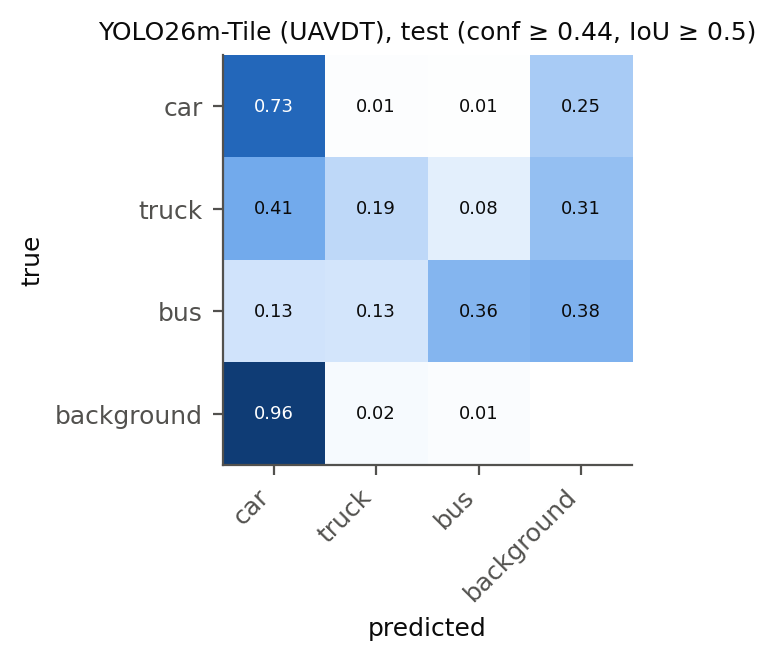 YOLO26m-Tile (UAVDT), test (conf ≥ 0.44, IoU ≥ 0.5)
true
car 0.73 0.01 0.01 0.25
truck 0.41 0.19 0.08 0.31
bus 0.13 0.13 0.36 0.38
background 0.96 0.02 0.01
car truck bus background
predicted